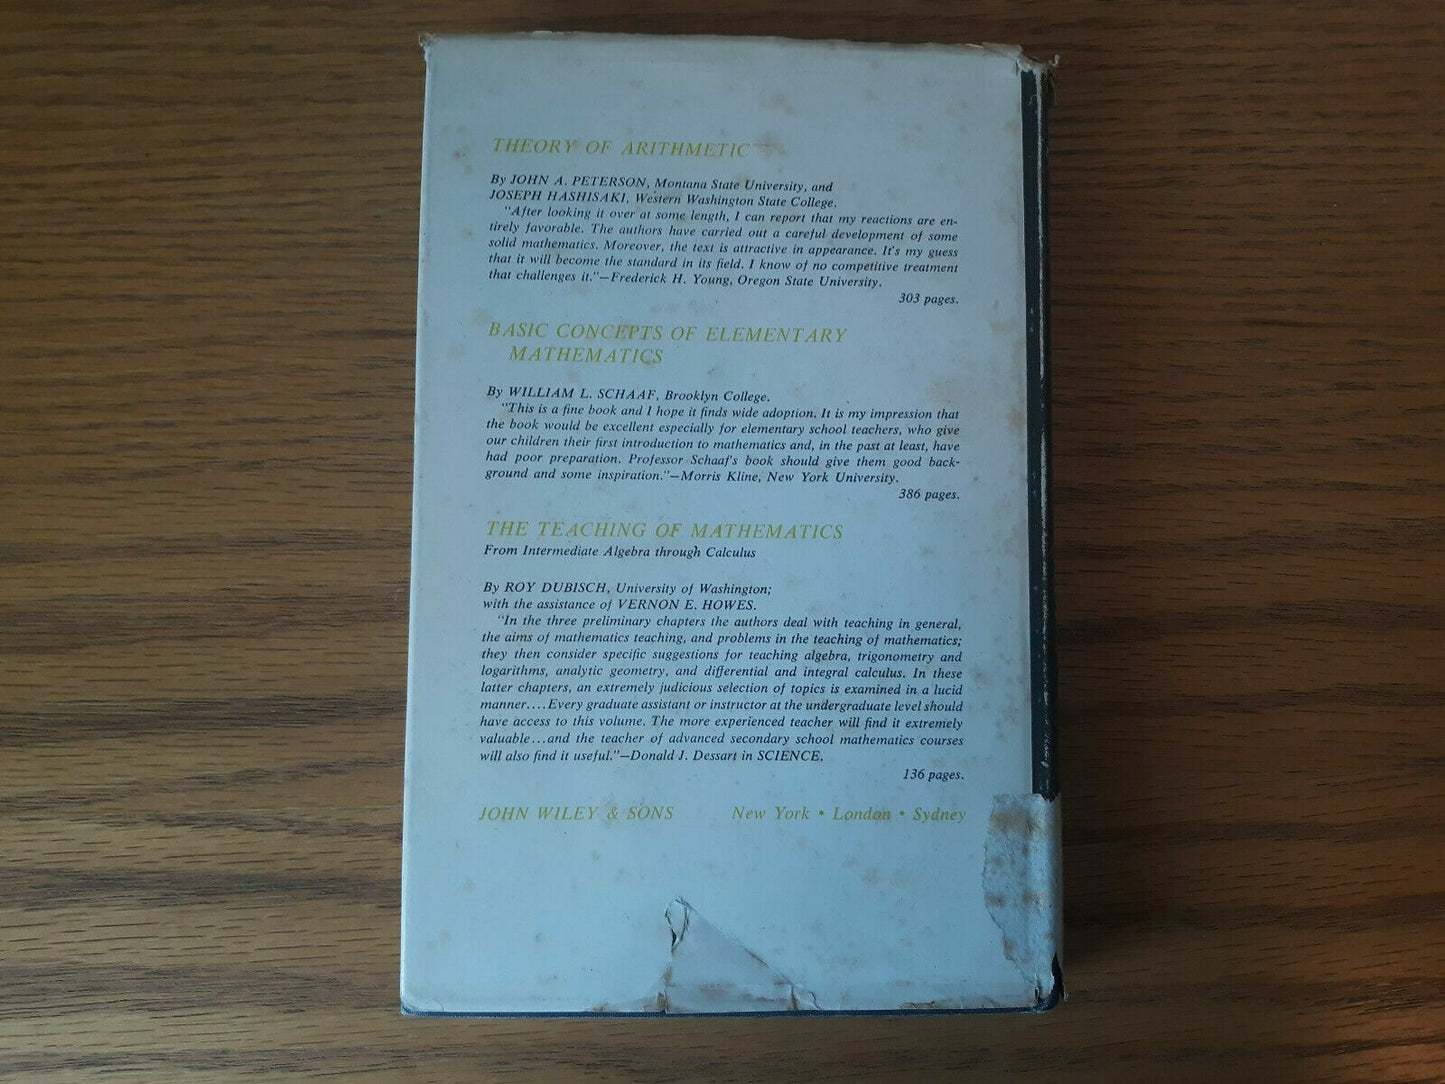 THEORY OF ARITHMETIC
By JOHN A. PETERSON, Montana State University, and
JOSEPH HASHISAKI, Western Washington State College.
"After looking it over at some length, I can report that my reactions are en-
tirely favorable. The authors have carried out a careful development of some
solid mathematics. Moreover, the text is attractive in appearance. It's my guess
that it will become the standard in its field. I know of no competitive treatment
that challenges it."—Frederick H. Young, Oregon State University.
303 pages.
BASIC CONCEPTS OF ELEMENTARY
MATHEMATICS
By WILLIAM L. SCHAAF, Brooklyn College.
"This is a fine book and I hope it finds wide adoption. It is my impression that
the book would be excellent especially for elementary school teachers, who give
our children their first introduction to mathematics and, in the past at least, have
had poor preparation. Professor Schaaf's book should give them good back-
ground and some inspiration."—Morris Kline, New York University.
386 pages.
THE TEACHING OF MATHEMATICS
From Intermediate Algebra through Calculus
By ROY DUBISCH, University of Washington;
with the assistance of VERNON E. HOWES.
"In the three preliminary chapters the authors deal with teaching in general,
the aims of mathematics teaching, and problems in the teaching of mathematics;
they then consider specific suggestions for teaching algebra, trigonometry and
logarithms, analytic geometry, and differential and integral calculus. In these
latter chapters, an extremely judicious selection of topics is examined in a lucid
manner....Every graduate assistant or instructor at the undergraduate level should
have access to this volume. The more experienced teacher will find it extremely
valuable...and the teacher of advanced secondary school mathematics courses
will also find it useful."—Donald J. Dessart in SCIENCE.
136 pages.
JOHN WILEY & SONS New York • London • Sydney